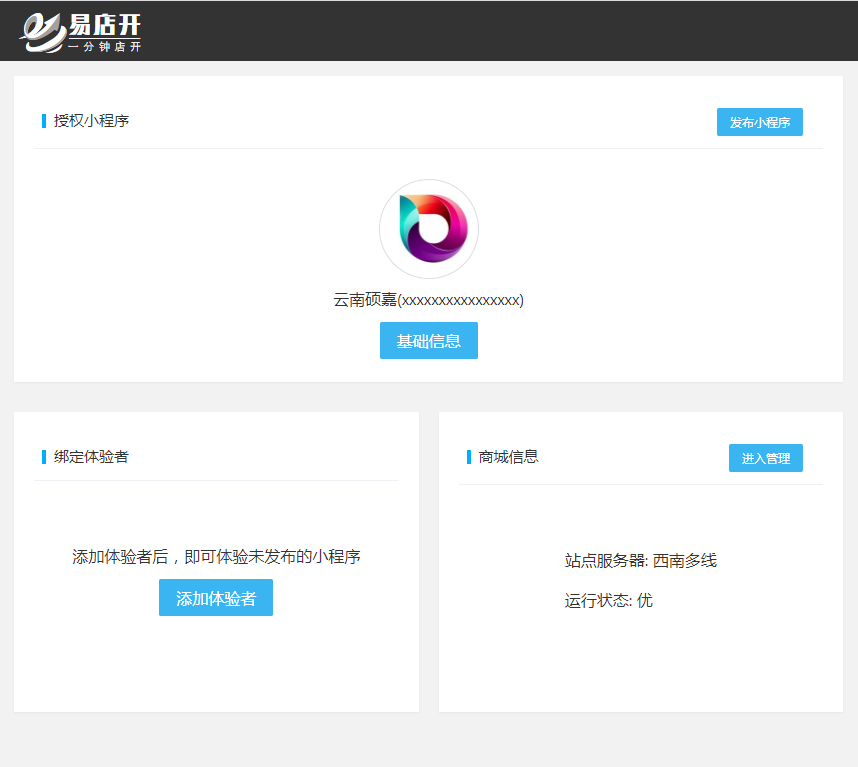 易店开
一分钟店开
授权小程序
发布小程序
云南硕嘉(xxxxxxxxxxxxxxxx)
基础信息
绑定体验者
添加体验者后，即可体验未发布的小程序
添加体验者
商城信息
进入管理
站点服务器: 西南多线
运行状态: 优